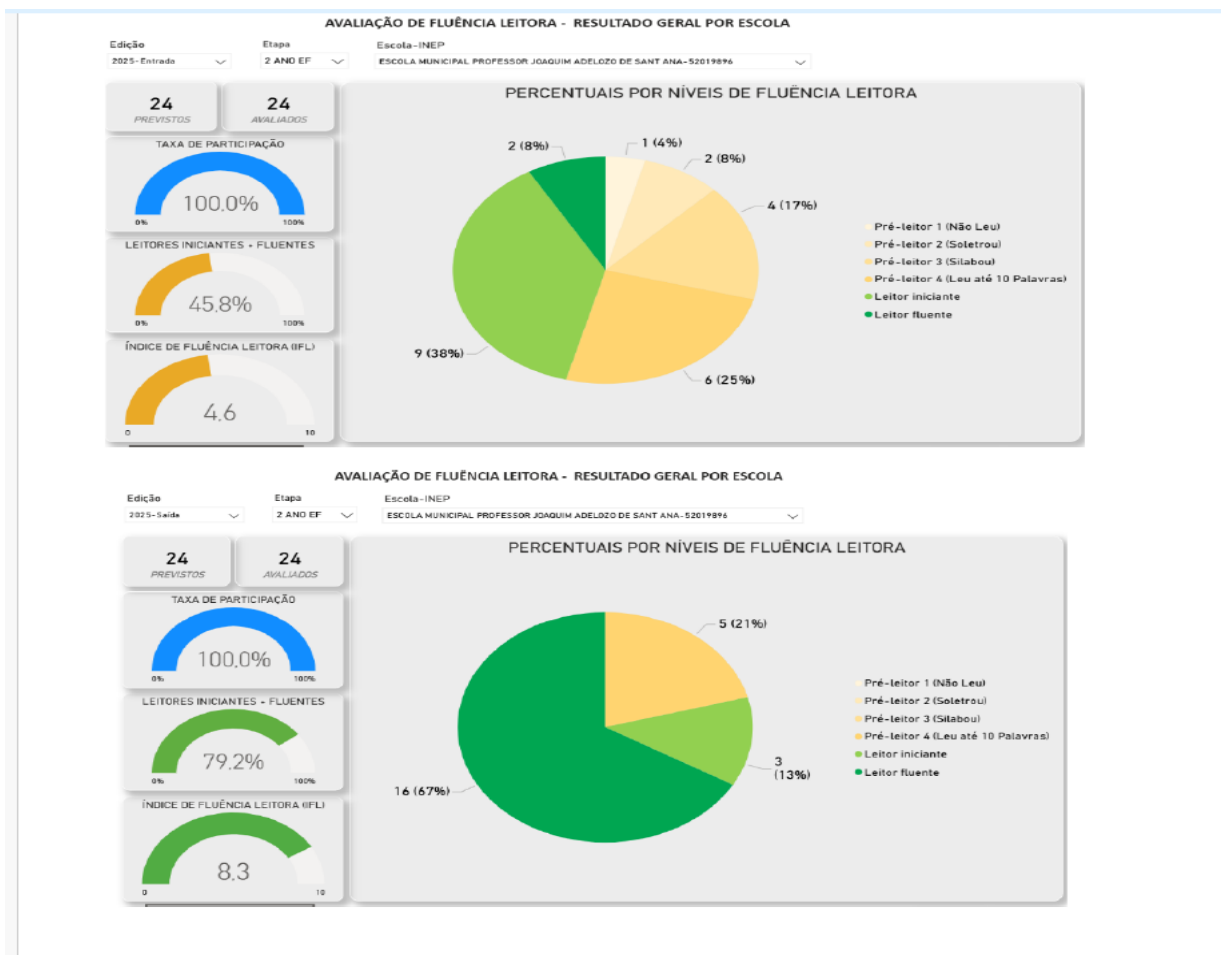 AVALIAÇÃO DE FLUÊNCIA LEITORA - RESULTADO GERAL POR ESCOLA
Edição Etapa Escola-INEP
2025-Entrada 2 ANO EF ESCOLA MUNICIPAL PROFESSOR JOAQUIM ADELOZO DE SANT ANA-52019896
24 24
PREVISTOS AVALIADOS
TAXA DE PARTICIPAÇÃO
100,0%
0% 100%
LEITORES INICIANTES + FLUENTES
45,8%
0% 100%
ÍNDICE DE FLUÊNCIA LEITORA (IFL)
4,6
0 10
PERCENTUAIS POR NÍVEIS DE FLUÊNCIA LEITORA
2 (8%) 1 (4%)
2 (8%)
4 (17%)
9 (38%)
6 (25%)
Pré-leitor 1 (Não Leu)
Pré-leitor 2 (Soletrou)
Pré-leitor 3 (Silabou)
Pré-leitor 4 (Leu até 10 Palavras)
Leitor iniciante
Leitor fluente
AVALIAÇÃO DE FLUÊNCIA LEITORA - RESULTADO GERAL POR ESCOLA
Edição Etapa Escola-INEP
2025-Saída 2 ANO EF ESCOLA MUNICIPAL PROFESSOR JOAQUIM ADELOZO DE SANT ANA-52019896
24 24
PREVISTOS AVALIADOS
TAXA DE PARTICIPAÇÃO
100,0%
0% 100%
LEITORES INICIANTES + FLUENTES
79,2%
0% 100%
ÍNDICE DE FLUÊNCIA LEITORA (IFL)
8,3
0 10
PERCENTUAIS POR NÍVEIS DE FLUÊNCIA LEITORA
5 (21%)
3
(13%)
16 (67%)
Pré-leitor 1 (Não Leu)
Pré-leitor 2 (Soletrou)
Pré-leitor 3 (Silabou)
Pré-leitor 4 (Leu até 10 Palavras)
Leitor iniciante
Leitor fluente